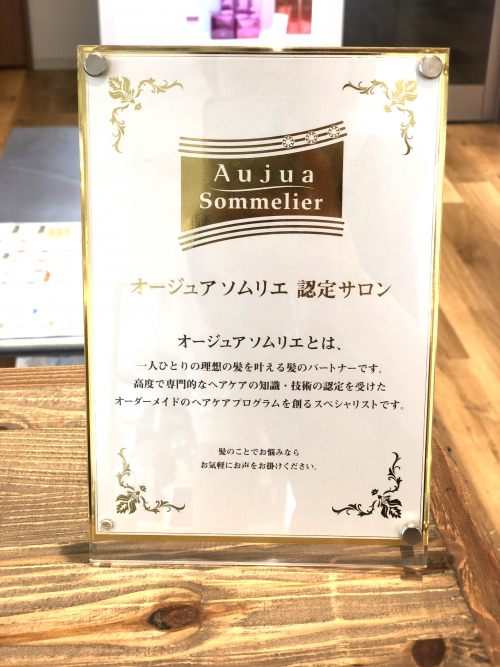 Aujua
Sommelier
オージュア ソムリエ 認定サロン
オージュア ソムリエとは、
一人ひとりの理想の髪を叶える髪のパートナーです。
高度で専門的なヘアケアの知識・技術の認定を受けた
オーダーメイドのヘアケアプログラムを創るスペシャリストです。
髪のことでお悩みなら
お気軽にお声をお掛けください。